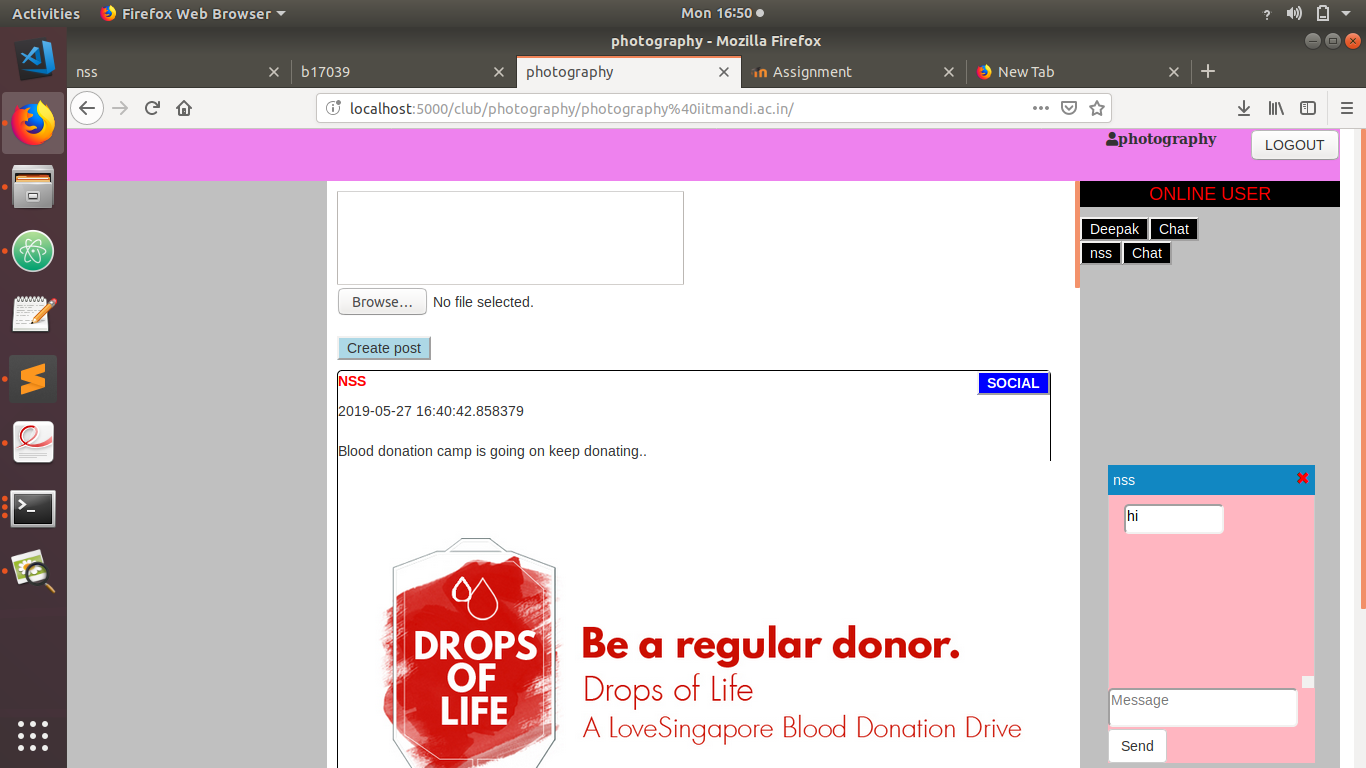 Activities Firefox Web Browser Mon 16:50
photography - Mozilla Firefox
nss b17039 photography Assignment New Tab
localhost:5000/club/photography/photography%40iitmandi.ac.in/
photography LOGOUT
ONLINE USER
Deepak Chat
nss Chat
Browse... No file selected.
Create post
NSS SOCIAL
2019-05-27 16:40:42.858379
Blood donation camp is going on keep donating..
DROPS
OF
LIFE
Be a regular donor.
Drops of Life
A LoveSingapore Blood Donation Drive
nss
hi
Message
Send